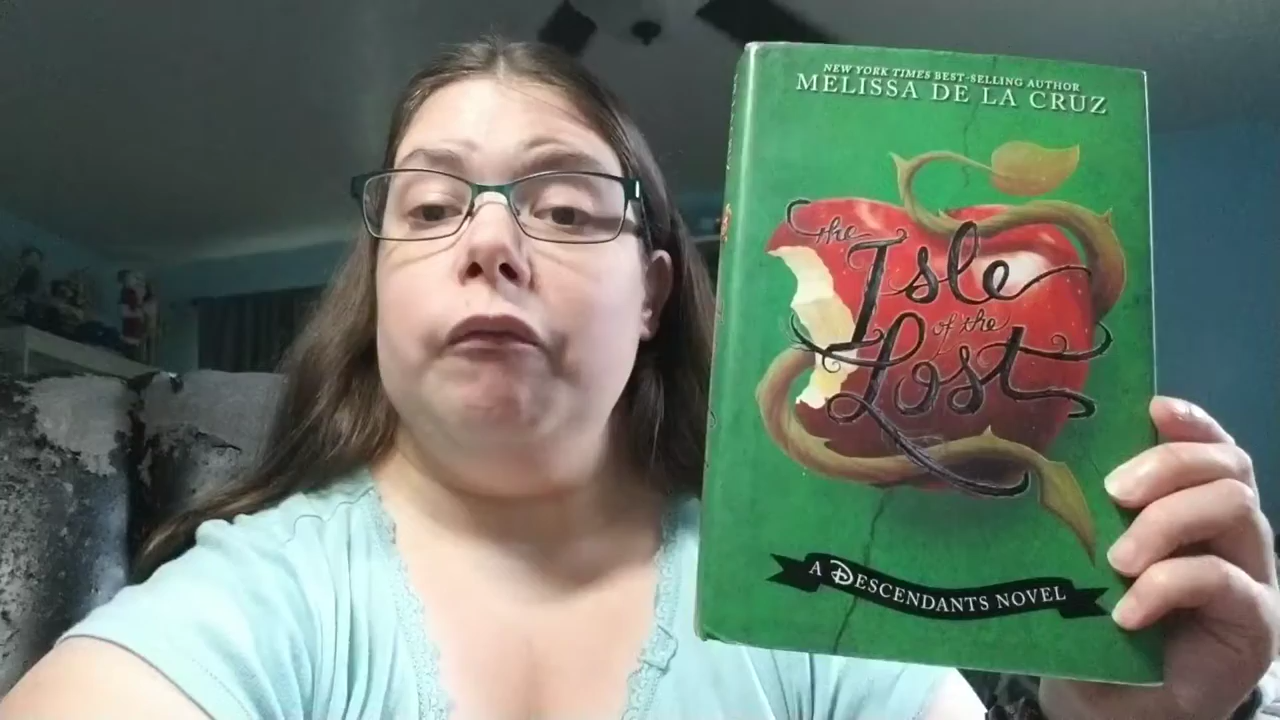 NEW YORK TIMES BEST-SELLING AUTHOR
MELISSA DE LA CRUZ
The
Isle
of the
Lost
A DESCENDANTS NOVEL